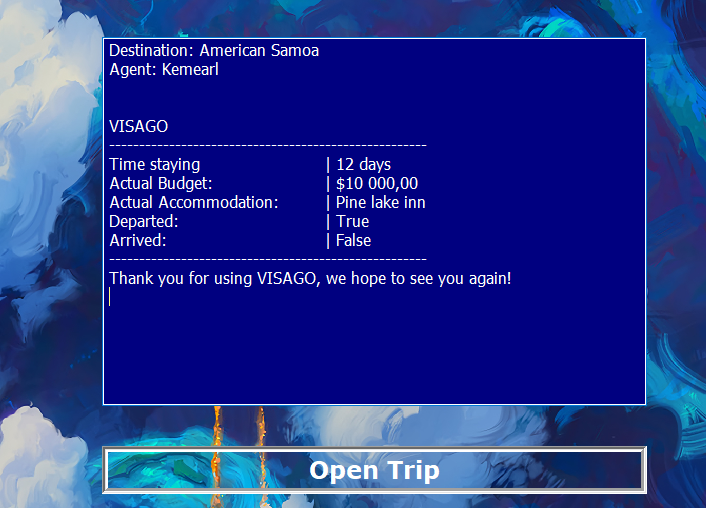 Destination: American Samoa
Agent: Kemearl
VISAGO
-----------------------------------------------------
Time staying | 12 days
Actual Budget: | $10 000,00
Actual Accommodation: | Pine lake inn
Departed: | True
Arrived: | False
-----------------------------------------------------
Thank you for using VISAGO, we hope to see you again!
Open Trip